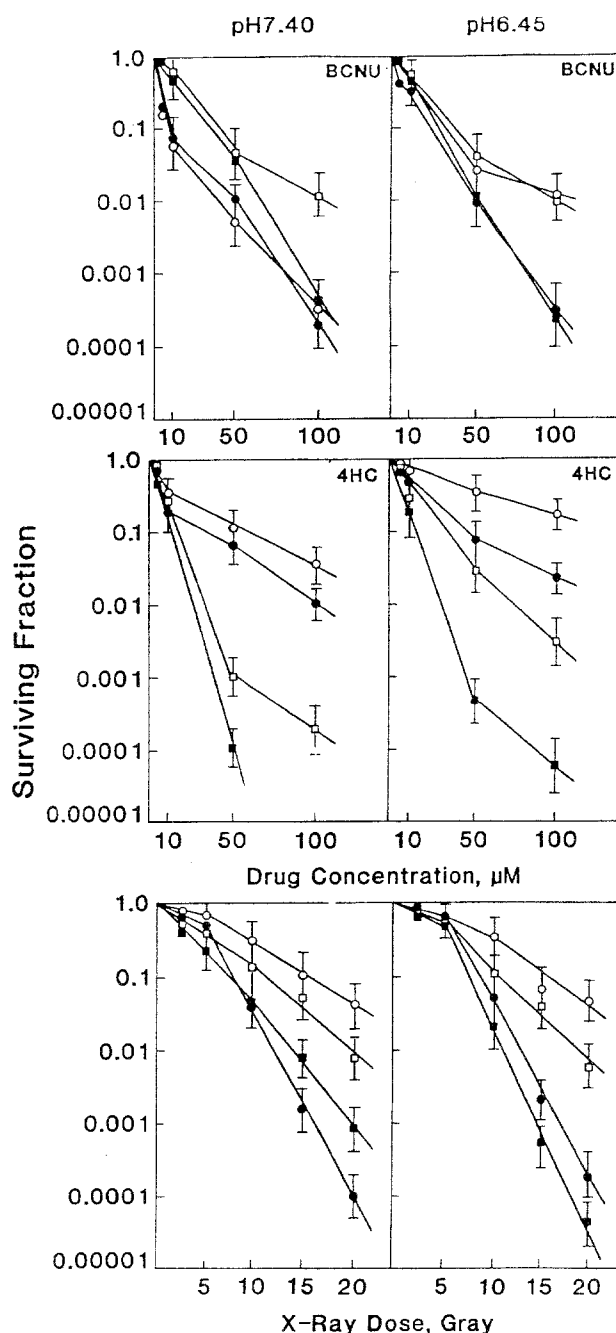 pH7.40 pH6.45
BCNU BCNU
1.0
0.1
0.01
0.001
0.0001
0.00001
10 50 100 10 50 100
4HC 4HC
1.0
0.1
0.01
0.001
0.0001
0.00001
10 50 100 10 50 100
Surviving Fraction
Drug Concentration, µM
1.0
0.1
0.01
0.001
0.0001
0.00001
5 10 15 20 5 10 15 20
X-Ray Dose, Gray